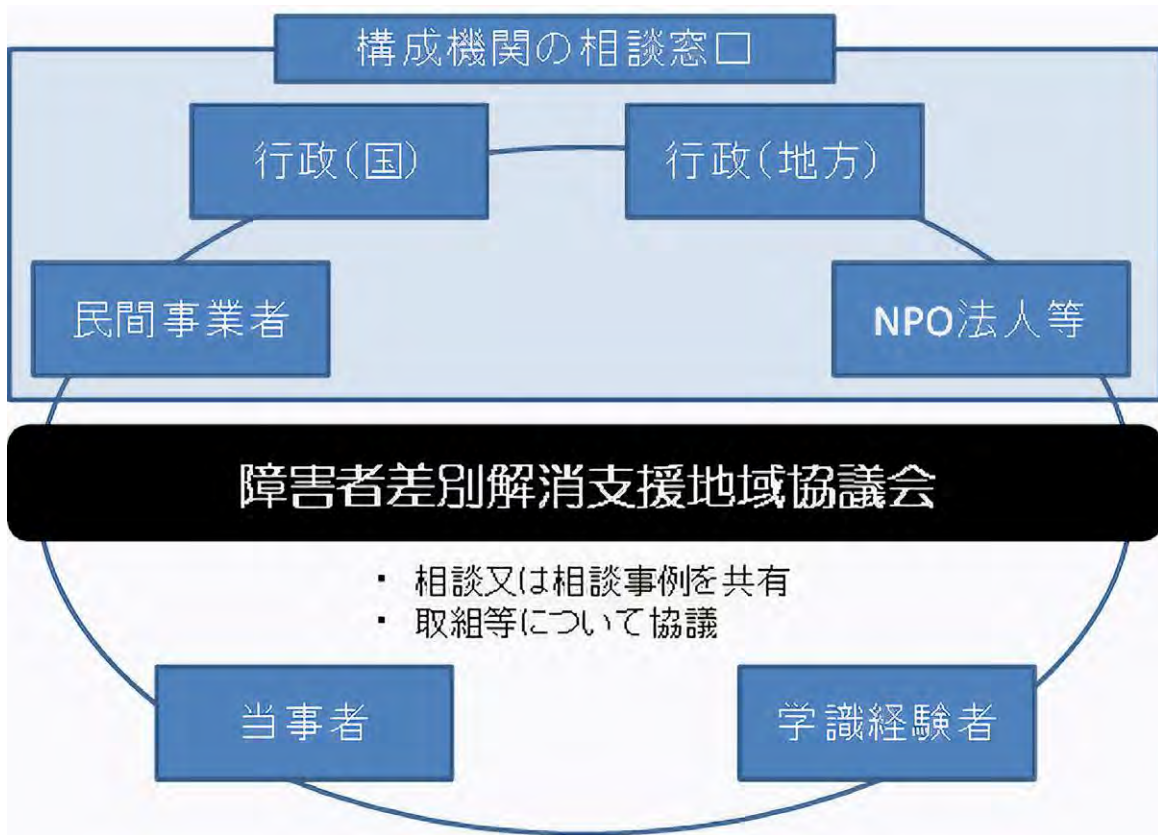 構成機関の相談窓口
行政(国)
行政(地方)
民間事業者
NPO法人等
障害者差別解消支援地域協議会
・ 相談又は相談事例を共有
・ 取組等について協議
当事者
学識経験者